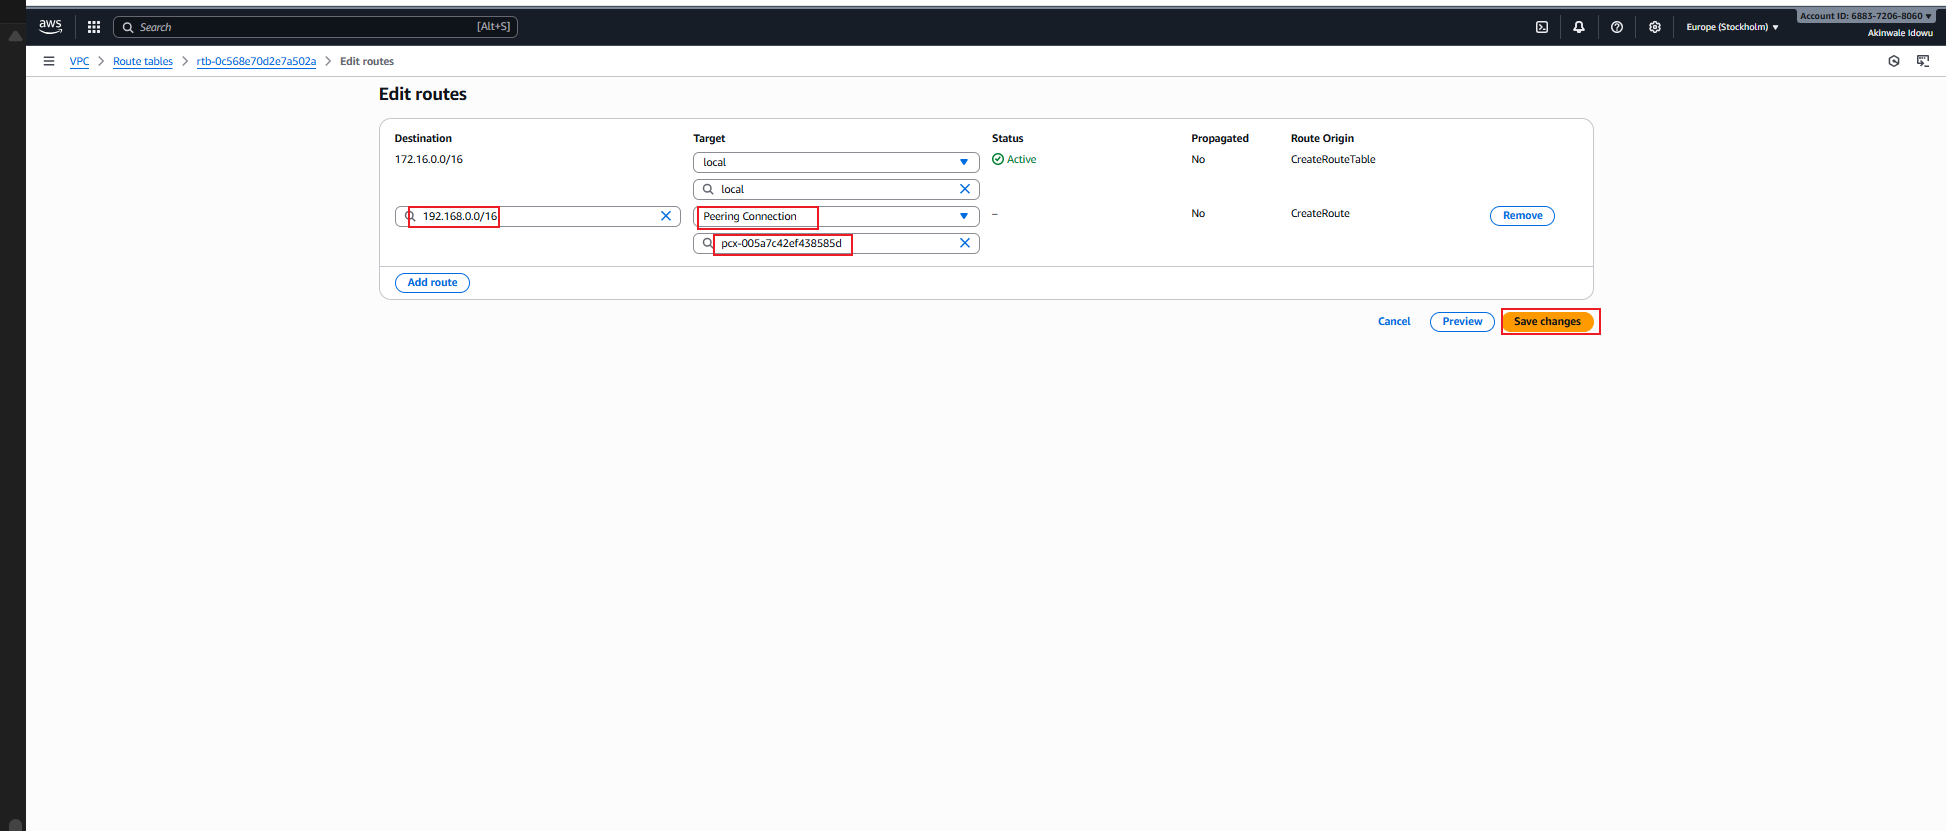 aws Search [Alt+S] Europe (Stockholm) Account ID: 6883-7206-8060
Akinwale Idowu
VPC Route tables rtb-0c568e70d2e7a502a Edit routes
Edit routes
Destination Target Status Propagated Route Origin
172.16.0.0/16 local Active No CreateRouteTable
local
192.168.0.0/16 Peering Connection – No CreateRoute Remove
pcx-005a7c42ef438585d
Add route
Cancel Preview Save changes